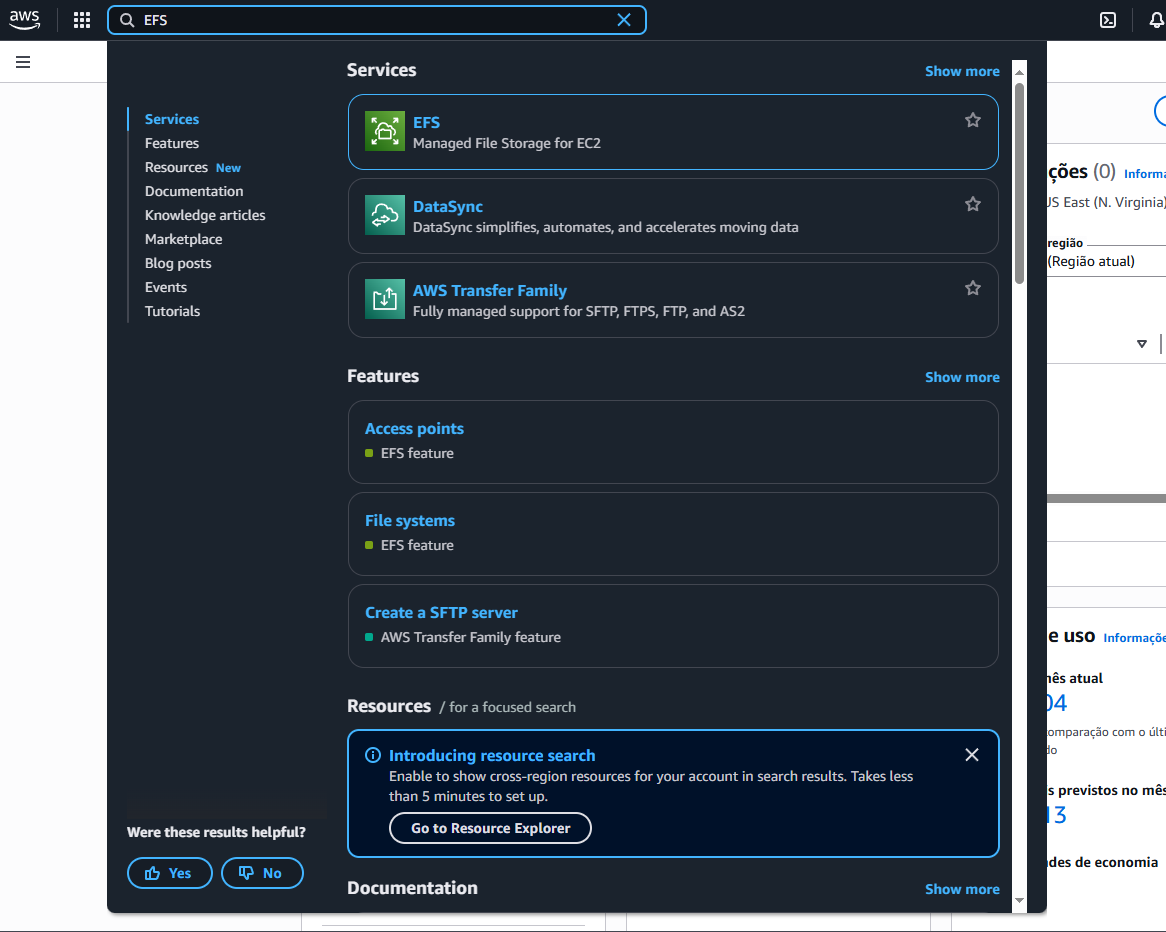 aws
EFS
Services
Show more
Services
Features
Resources New
Documentation
Knowledge articles
Marketplace
Blog posts
Events
Tutorials
EFS
Managed File Storage for EC2
DataSync
DataSync simplifies, automates, and accelerates moving data
AWS Transfer Family
Fully managed support for SFTP, FTPS, FTP, and AS2
Features
Show more
Access points
EFS feature
File systems
EFS feature
Create a SFTP server
AWS Transfer Family feature
Resources / for a focused search
Introducing resource search
Enable to show cross-region resources for your account in search results. Takes less
than 5 minutes to set up.
Go to Resource Explorer
Documentation
Show more
Were these results helpful?
Yes
No
ções (0) Informa
US East (N. Virginia)
região
(Região atual)
e uso Informaçõe
mês atual
04
omparação com o últi
do
s previstos no mês
13
des de economia